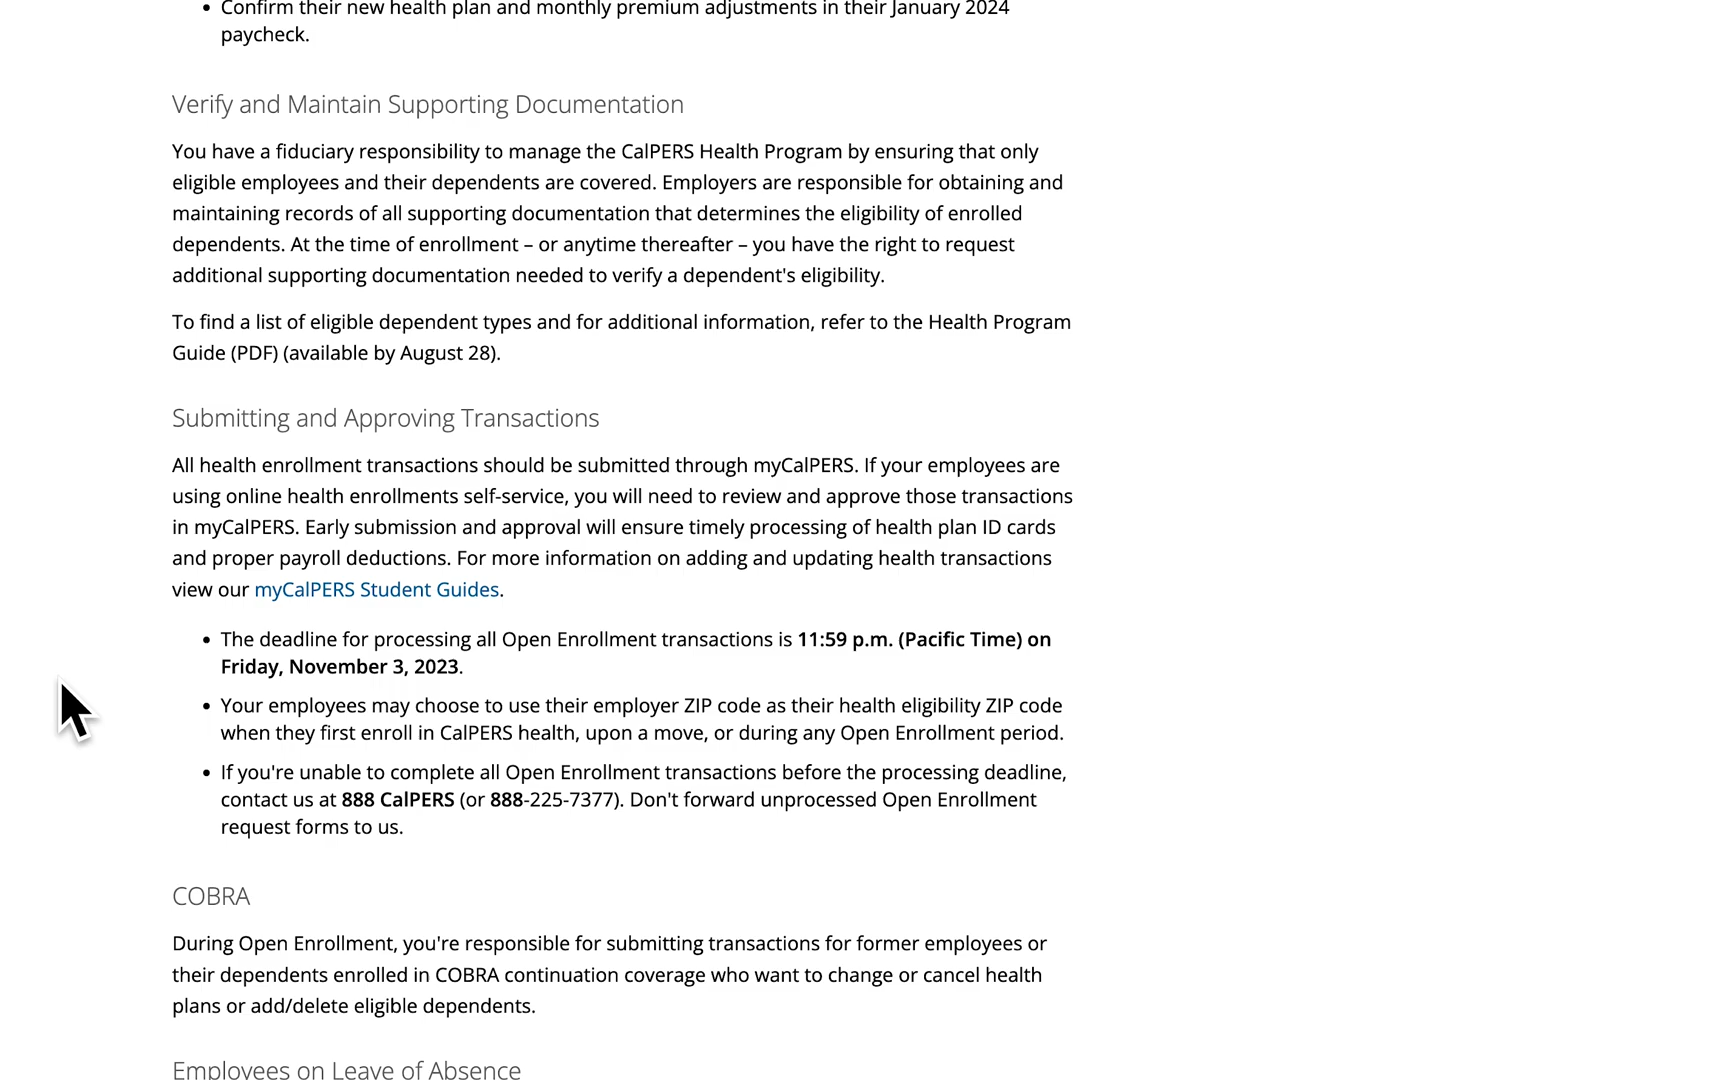 • Confirm their new health plan and monthly premium adjustments in their January 2024
paycheck.
Verify and Maintain Supporting Documentation
You have a fiduciary responsibility to manage the CalPERS Health Program by ensuring that only
eligible employees and their dependents are covered. Employers are responsible for obtaining and
maintaining records of all supporting documentation that determines the eligibility of enrolled
dependents. At the time of enrollment – or anytime thereafter – you have the right to request
additional supporting documentation needed to verify a dependent's eligibility.
To find a list of eligible dependent types and for additional information, refer to the Health Program
Guide (PDF) (available by August 28).
Submitting and Approving Transactions
All health enrollment transactions should be submitted through myCalPERS. If your employees are
using online health enrollments self-service, you will need to review and approve those transactions
in myCalPERS. Early submission and approval will ensure timely processing of health plan ID cards
and proper payroll deductions. For more information on adding and updating health transactions
view our myCalPERS Student Guides.
• The deadline for processing all Open Enrollment transactions is 11:59 p.m. (Pacific Time) on
Friday, November 3, 2023.
• Your employees may choose to use their employer ZIP code as their health eligibility ZIP code
when they first enroll in CalPERS health, upon a move, or during any Open Enrollment period.
• If you're unable to complete all Open Enrollment transactions before the processing deadline,
contact us at 888 CalPERS (or 888-225-7377). Don't forward unprocessed Open Enrollment
request forms to us.
COBRA
During Open Enrollment, you're responsible for submitting transactions for former employees or
their dependents enrolled in COBRA continuation coverage who want to change or cancel health
plans or add/delete eligible dependents.
Employees on Leave of Absence